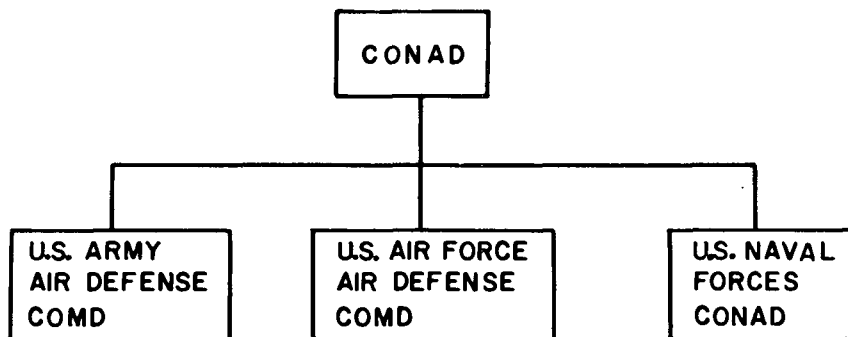 CONAD
U.S. ARMY
AIR DEFENSE
COMD
U.S. AIR FORCE
AIR DEFENSE
COMD
U.S. NAVAL
FORCES
CONAD